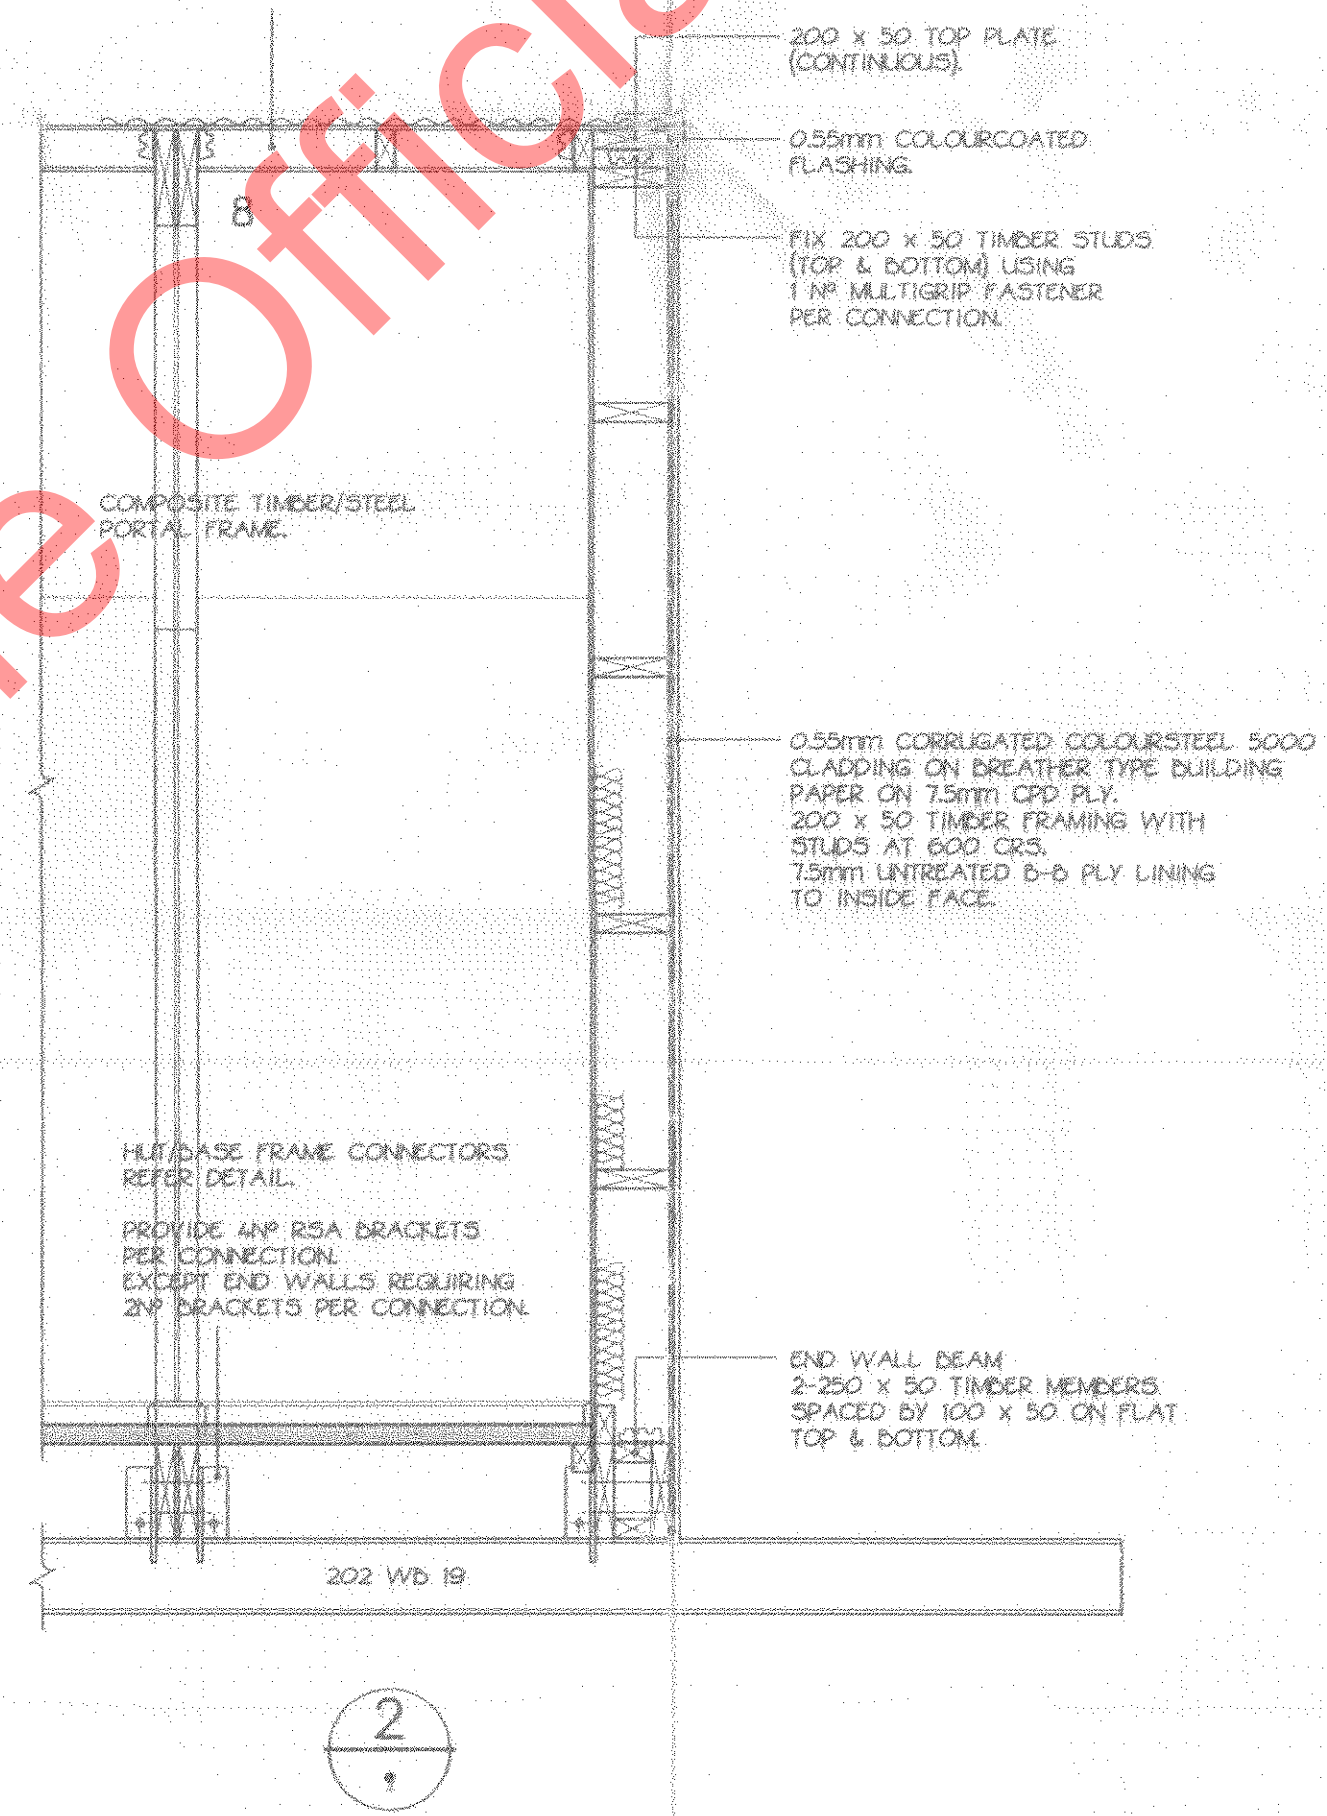 200 x 50 TOP PLATE
(CONTINUOUS).
0.55mm COLOURCOATED
FLASHING.
8
FIX 200 x 50 TIMBER STUDS
(TOP & BOTTOM) USING
1 Nº MULTIGRIP FASTENER
PER CONNECTION.
COMPOSITE TIMBER/STEEL
PORTAL FRAME.
0.55mm CORRUGATED COLOURSTEEL 5000
CLADDING ON BREATHER TYPE BUILDING
PAPER ON 7.5mm CPD PLY.
200 x 50 TIMBER FRAMING WITH
STUDS AT 600 CRS.
7.5mm UNTREATED B-B PLY LINING
TO INSIDE FACE.
HUT/BASE FRAME CONNECTORS
REFER DETAIL.
PROVIDE 4Nº RSA BRACKETS
PER CONNECTION.
EXCEPT END WALLS REQUIRING
2Nº BRACKETS PER CONNECTION.
END WALL BEAM
2-250 x 50 TIMBER MEMBERS
SPACED BY 100 x 50 ON FLAT
TOP & BOTTOM.
202 WB 19
2
e Officia